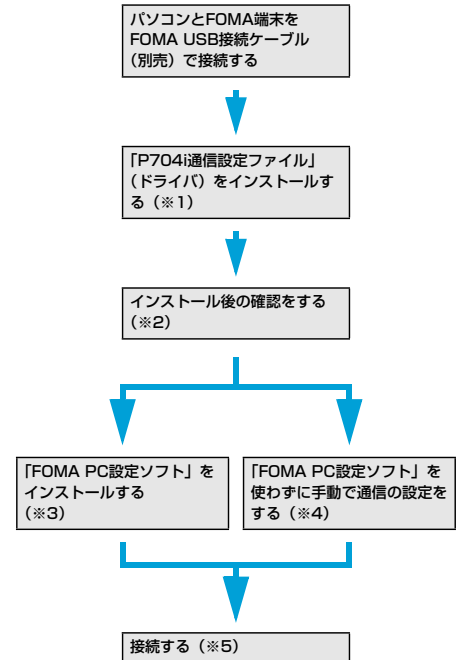 パソコンとFOMA端末を
FOMA USB接続ケーブル
（別売）で接続する
「P704i通信設定ファイル」
（ドライバ）をインストールす
る（※1）
インストール後の確認をする
（※2）
「FOMA PC設定ソフト」を
インストールする
（※3）
「FOMA PC設定ソフト」を
使わずに手動で通信の設定を
する（※4）
接続する（※5）